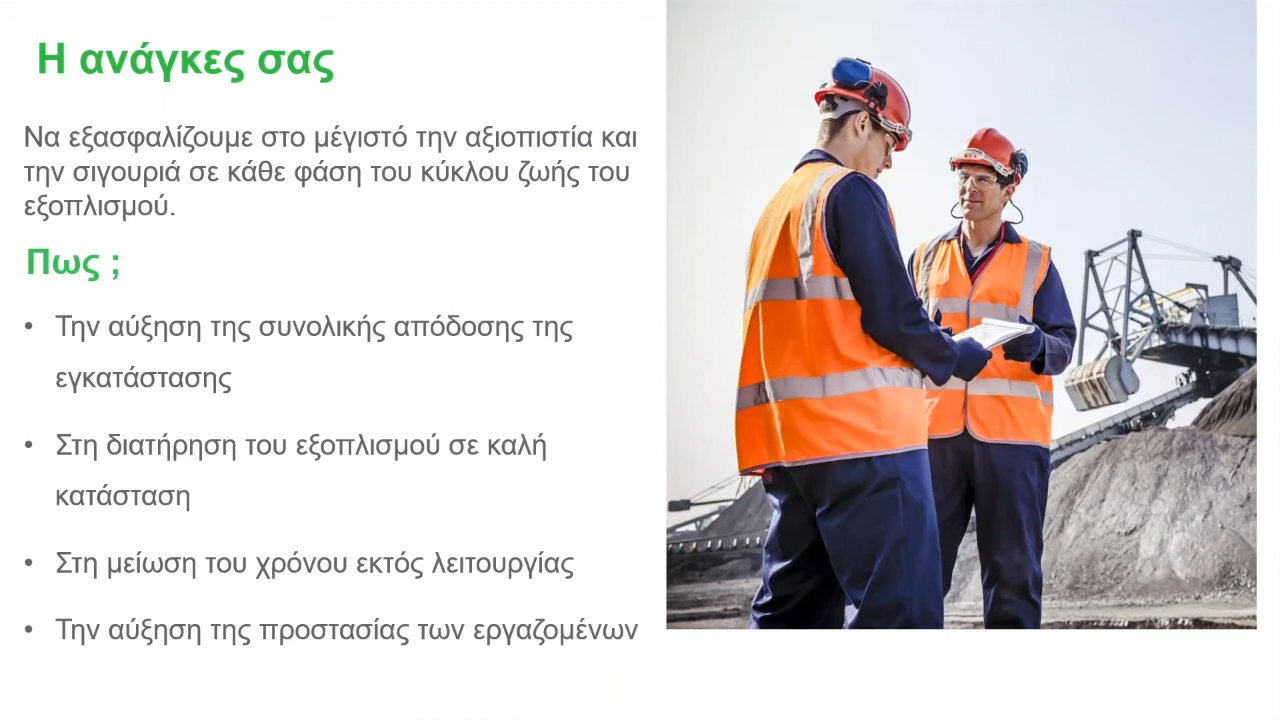 Η ανάγκες σας
Να εξασφαλίζουμε στο μέγιστό την αξιοπιστία και
την σιγουριά σε κάθε φάση του κύκλου ζωής του
εξοπλισμού.
Πως ;
• Την αύξηση της συνολικής απόδοσης της
εγκατάστασης
• Στη διατήρηση του εξοπλισμού σε καλή
κατάσταση
• Στη μείωση του χρόνου εκτός λειτουργίας
• Την αύξηση της προστασίας των εργαζομένων